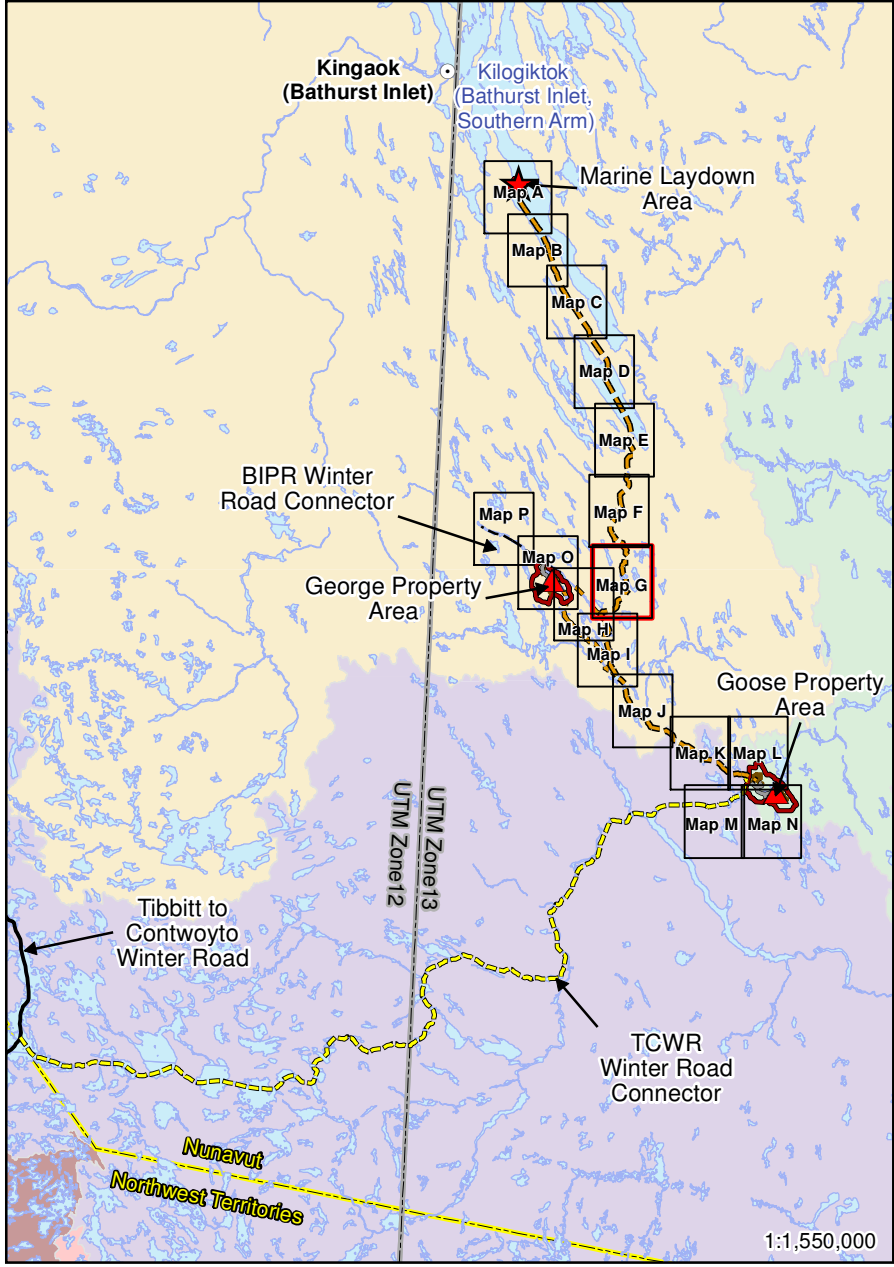 Kingaok
(Bathurst Inlet)
Kilogiktok
(Bathurst Inlet,
Southern Arm)
Marine Laydown
Area
Map A
Map B
Map C
Map D
Map E
BIPR Winter
Road Connector
Map P
Map F
Map O
George Property
Area
Map G
Map H
Map I
Goose Property
Area
Map J
Map K
Map L
Map M
Map N
UTM Zone12
UTM Zone13
Tibbitt to
Contwoyto
Winter Road
TCWR
Winter Road
Connector
Nunavut
Northwest Territories
1:1,550,000